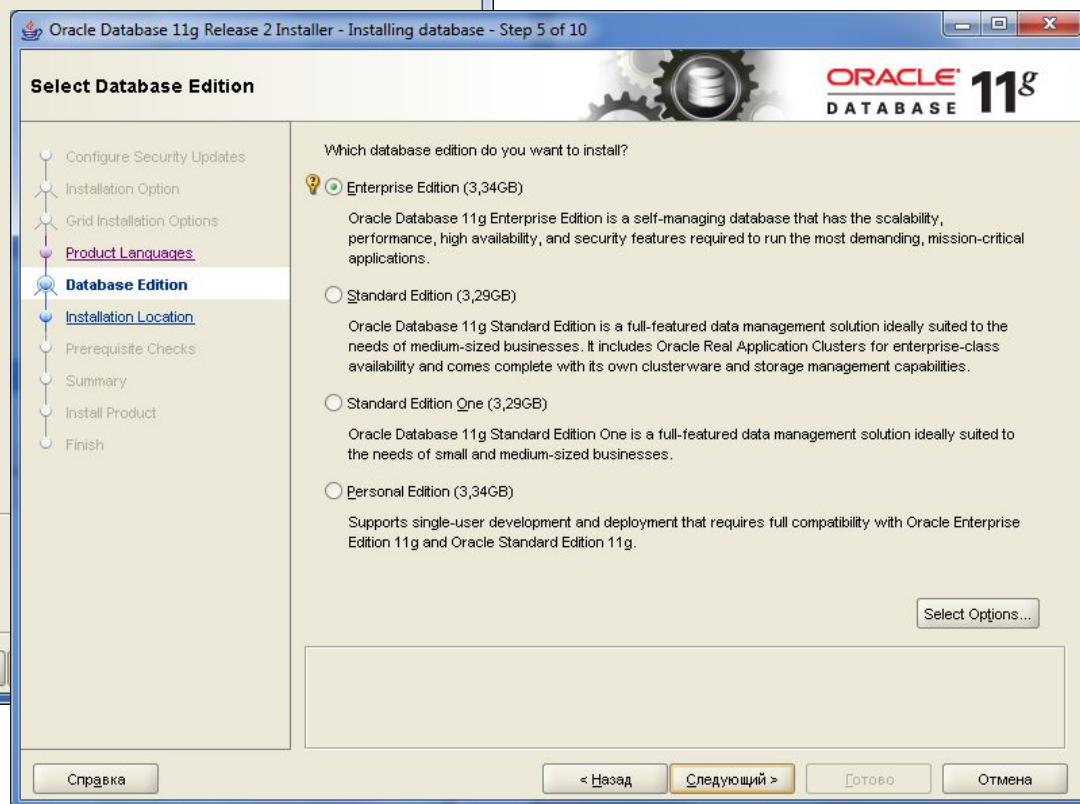 Oracle Database 11g Release 2 Installer - Installing database - Step 5 of 10
Select Database Edition
ORACLE DATABASE 11g
Configure Security Updates
Installation Option
Grid Installation Options
Product Languages
Database Edition
Installation Location
Prerequisite Checks
Summary
Install Product
Finish
Which database edition do you want to install?
Enterprise Edition (3,34GB)
Oracle Database 11g Enterprise Edition is a self-managing database that has the scalability,
performance, high availability, and security features required to run the most demanding, mission-critical
applications.
Standard Edition (3,29GB)
Oracle Database 11g Standard Edition is a full-featured data management solution ideally suited to the
needs of medium-sized businesses. It includes Oracle Real Application Clusters for enterprise-class
availability and comes complete with its own clusterware and storage management capabilities.
Standard Edition One (3,29GB)
Oracle Database 11g Standard Edition One is a full-featured data management solution ideally suited to
the needs of small and medium-sized businesses.
Personal Edition (3,34GB)
Supports single-user development and deployment that requires full compatibility with Oracle Enterprise
Edition 11g and Oracle Standard Edition 11g.
Select Options...
Справка
< Назад
Следующий >
Готово
Отмена